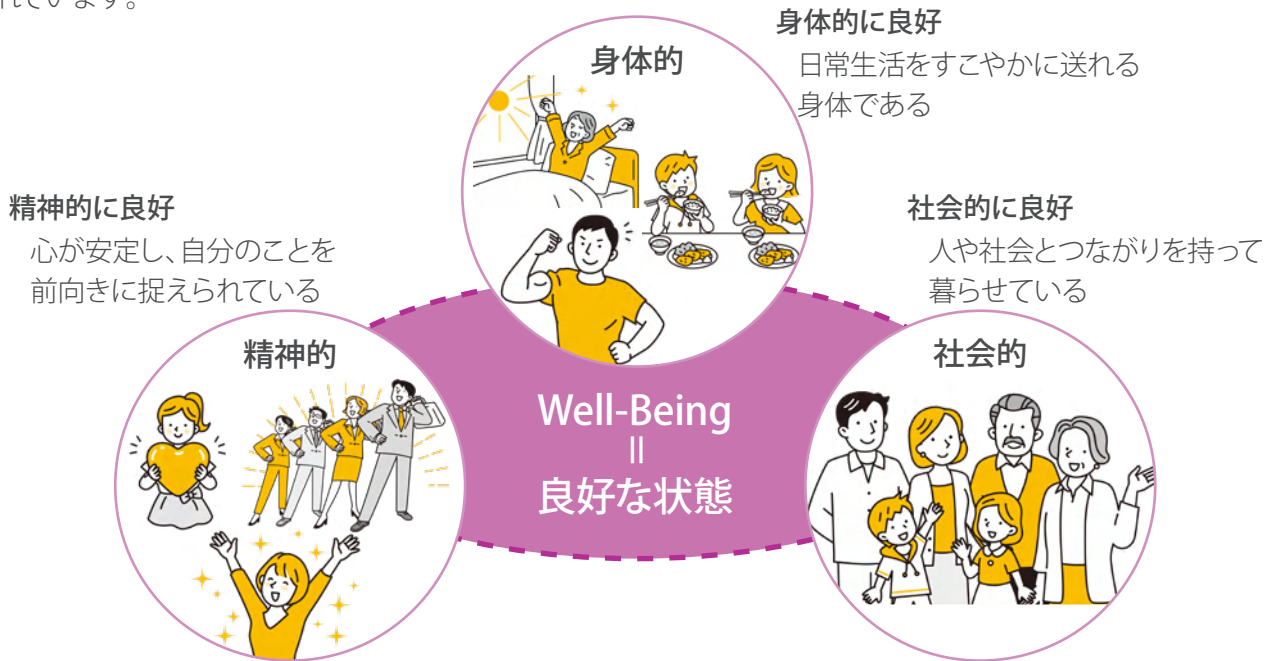 れています。
身体的に良好
日常生活をすこやかに送れる
身体である
身体的
精神的に良好
心が安定し、自分のことを
前向きに捉えられている
社会的に良好
人や社会とつながりを持って
暮らせている
精神的
社会的
Well-Being
=
良好な状態